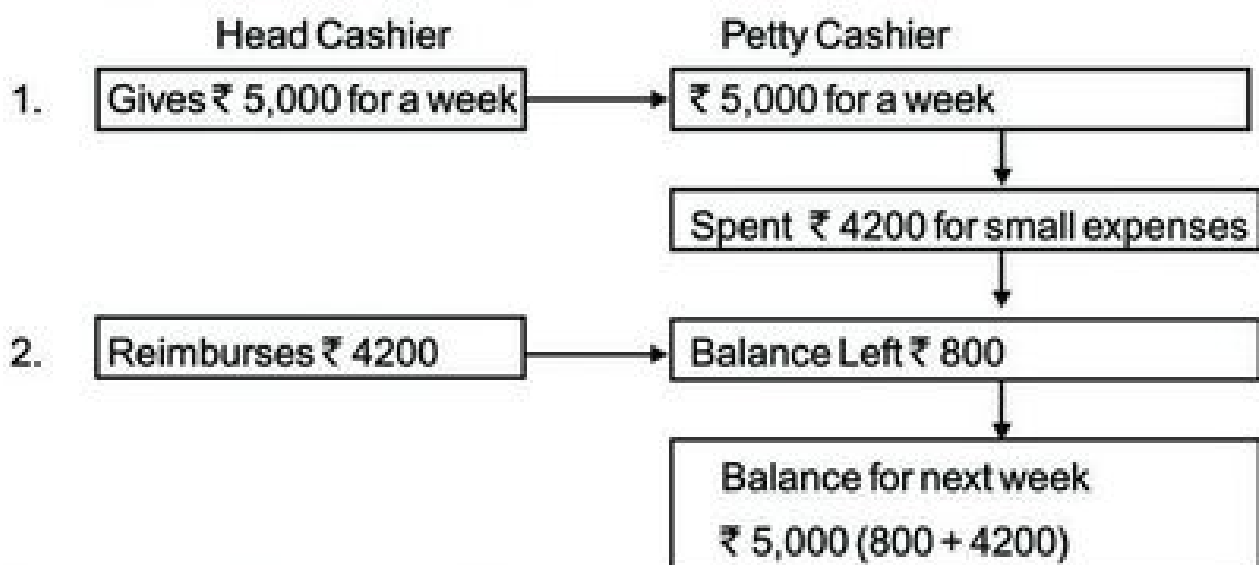 Head Cashier Petty Cashier
1. Gives ₹ 5,000 for a week ₹ 5,000 for a week
Spent ₹ 4200 for small expenses
2. Reimburses ₹ 4200 Balance Left ₹ 800
Balance for next week
₹ 5,000 (800 + 4200)